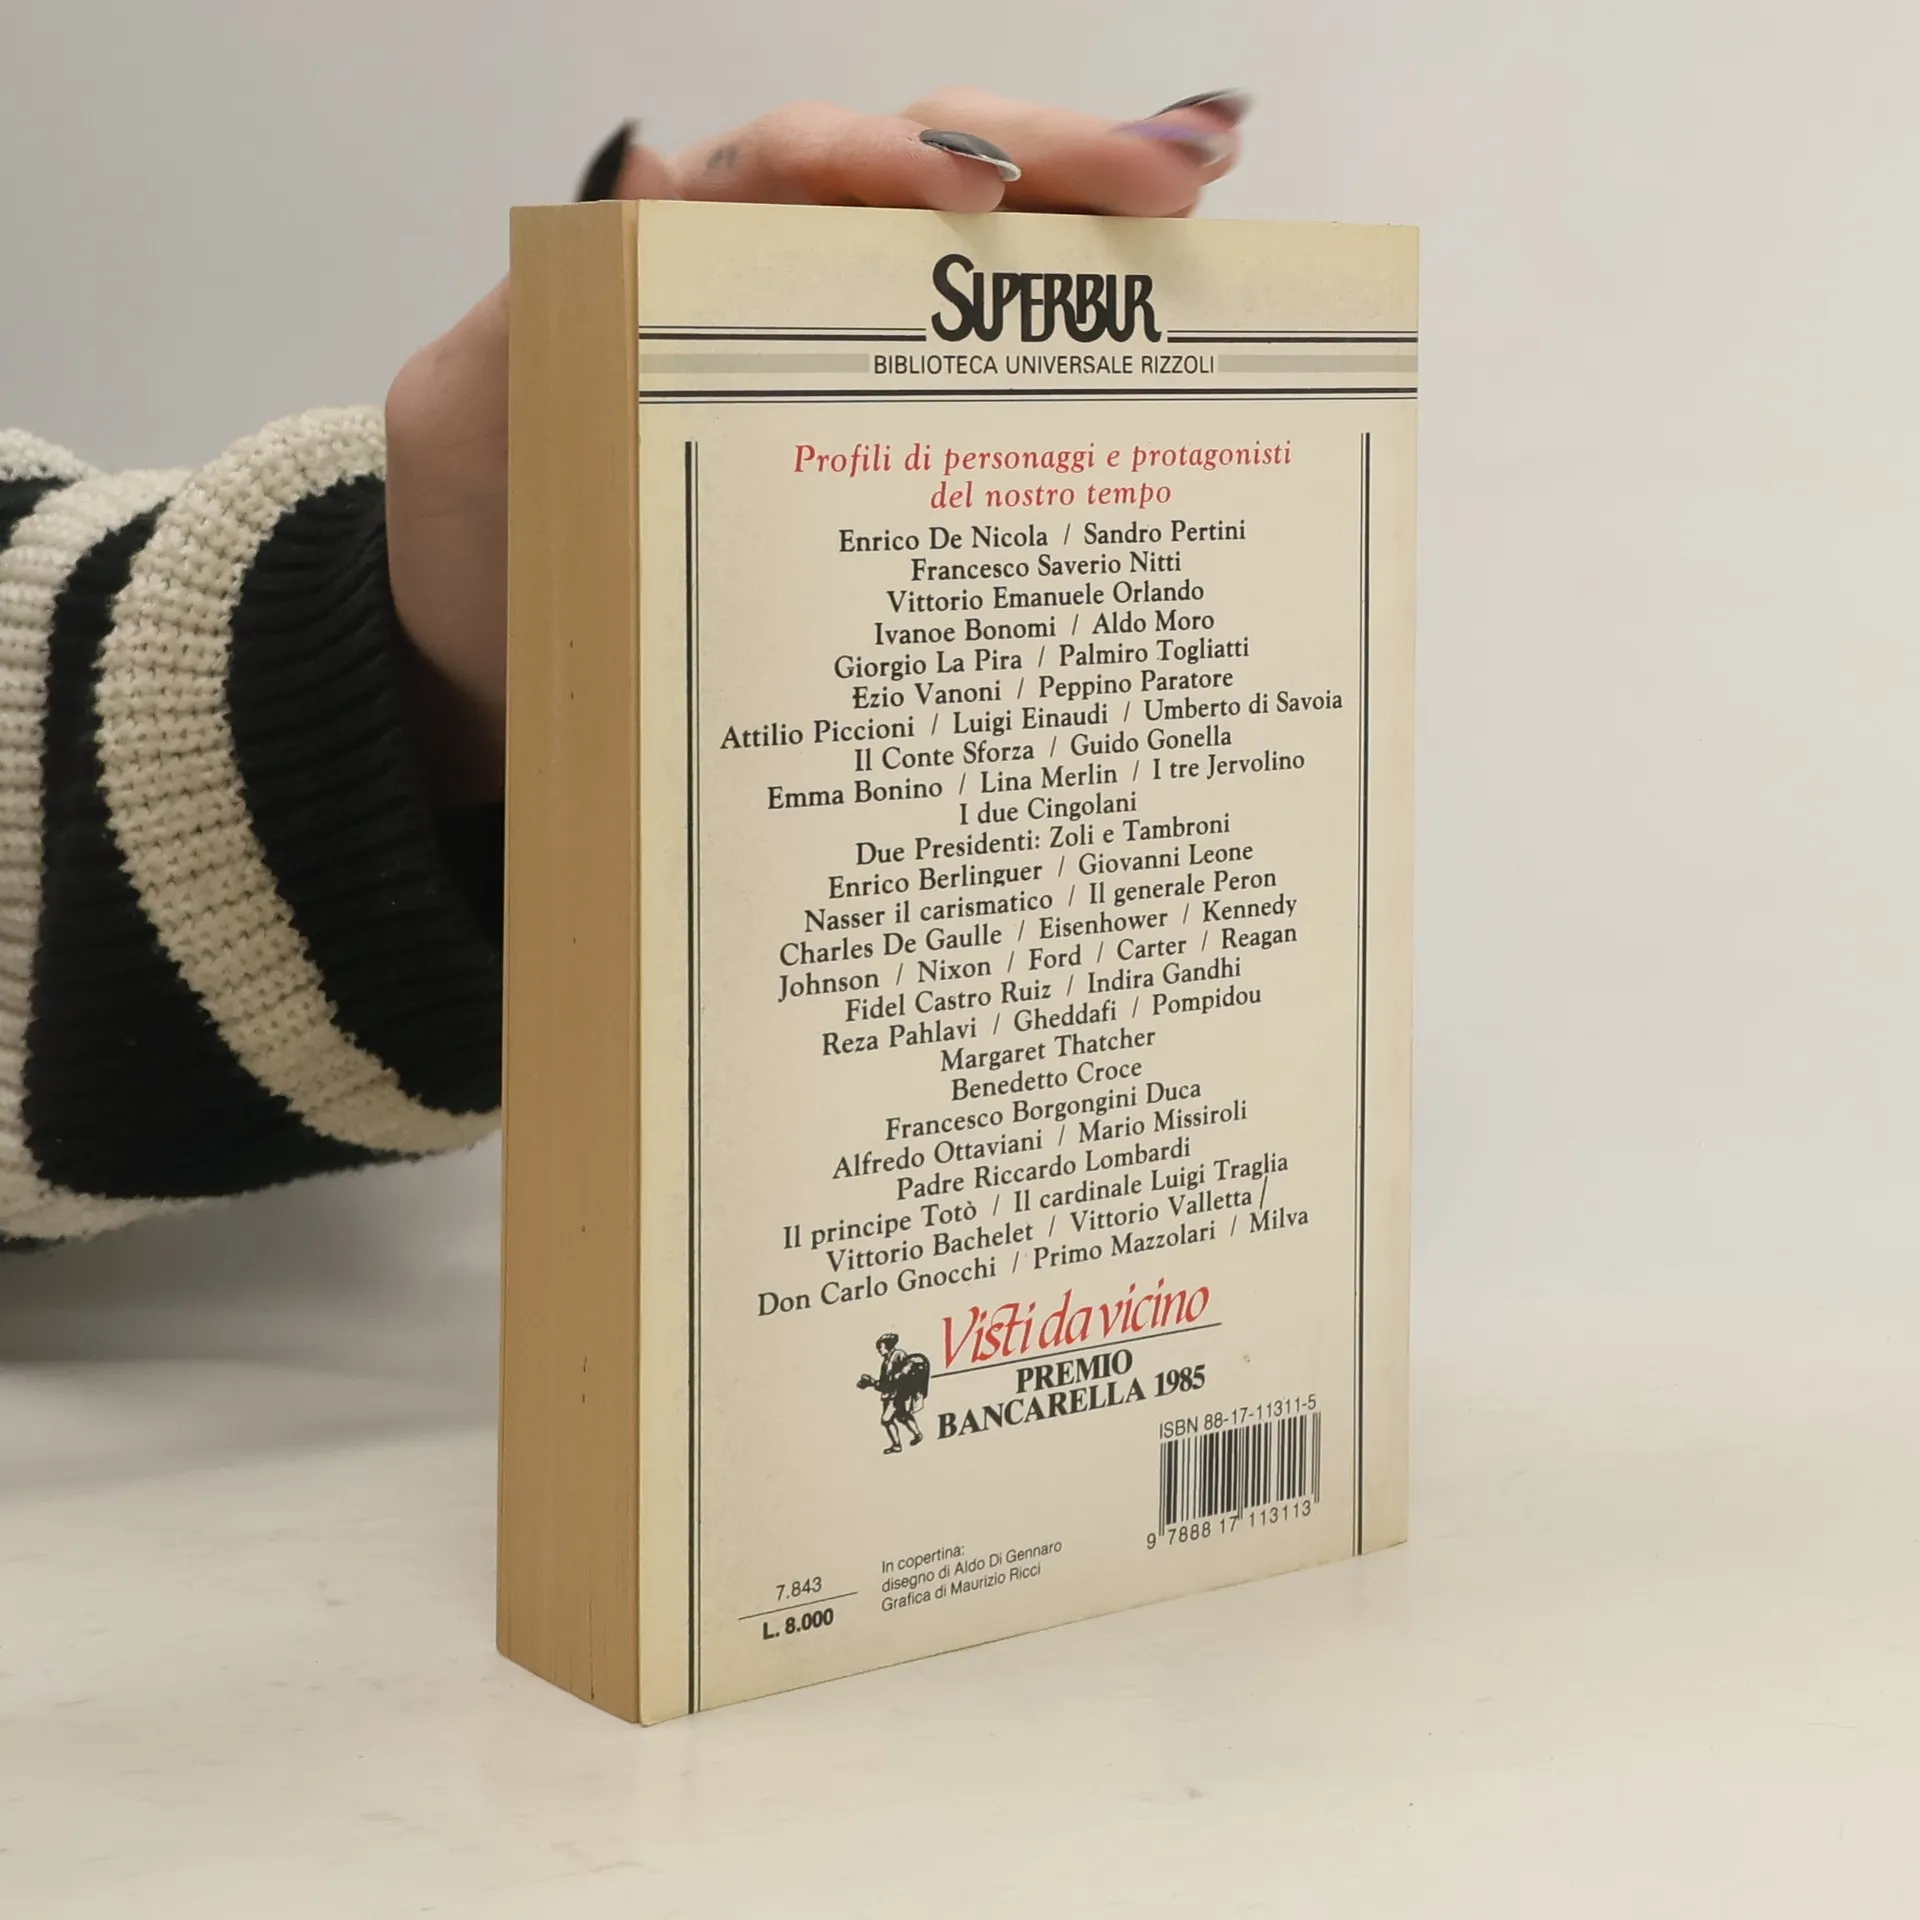 SUPERBUR
BIBLIOTECA UNIVERSALE RIZZOLI
Profili di personaggi e protagonisti
del nostro tempo
Enrico De Nicola / Sandro Pertini
Francesco Saverio Nitti
Vittorio Emanuele Orlando
Ivanoe Bonomi / Aldo Moro
Giorgio La Pira / Palmiro Togliatti
Ezio Vanoni / Peppino Paratore
Attilio Piccioni / Luigi Einaudi / Umberto di Savoia
Il Conte Sforza / Guido Gonella
Emma Bonino / Lina Merlin / I tre Jervolino
I due Cingolani
Due Presidenti: Zoli e Tambroni
Enrico Berlinguer / Giovanni Leone
Nasser il carismatico / Il generale Peron
Charles De Gaulle / Eisenhower / Kennedy
Johnson / Nixon / Ford / Carter / Reagan
Fidel Castro Ruiz / Indira Gandhi
Reza Pahlavi / Gheddafi / Pompidou
Margaret Thatcher
Benedetto Croce
Francesco Borgongini Duca
Alfredo Ottaviani / Mario Missiroli
Padre Riccardo Lombardi
Il principe Totò / Il cardinale Luigi Traglia
Vittorio Bachelet / Vittorio Valletta /
Don Carlo Gnocchi / Primo Mazzolari / Milva
Visti da vicino
PREMIO
BANCARELLA 1985
ISBN 88-17-11311-5
9 788817 113113
In copertina:
disegno di Aldo Di Gennaro
Grafica di Maurizio Ricci
7.843
L. 8.000